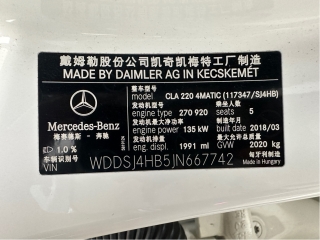 戴姆勒股份公司凯奇凯梅特工厂制造
MADE BY DAIMLER AG IN KECSKEMÉT
Mercedes-Benz
梅赛德斯-奔驰
1.0 %
整车型号
MODEL CLA 220 4MATIC (117347/SJ4HB)
发动机型号 乘坐人数
engine type 270 920 seats 5
发动机额定功率 制造年月
engine power 135 kW built 2018/03
发动机排量 最大允许总质量
engine displ. 1991 ml GVW 2020 kg
车辆识别号
VIN WDDSJ4HB5JN667742
匈牙利制造
Made in Hungary